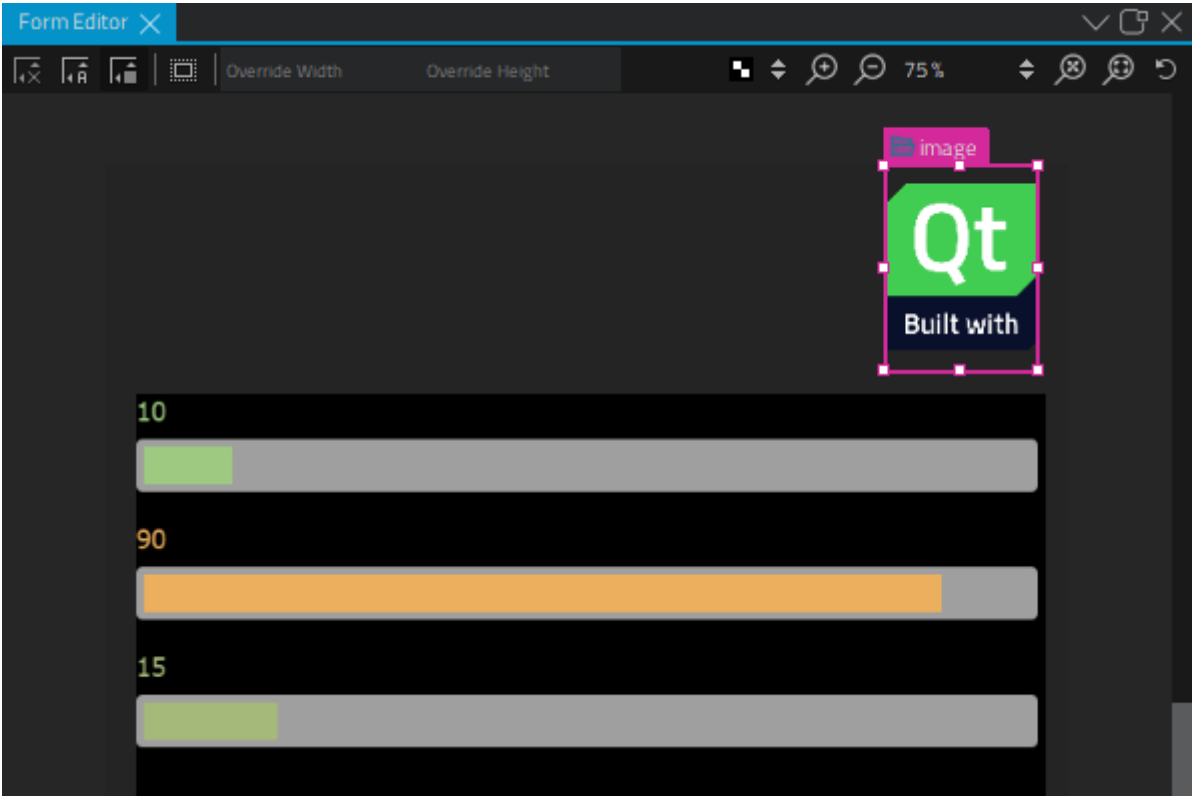 Form Editor
Override Width Override Height 75%
image
Qt
Built with
10
90
15